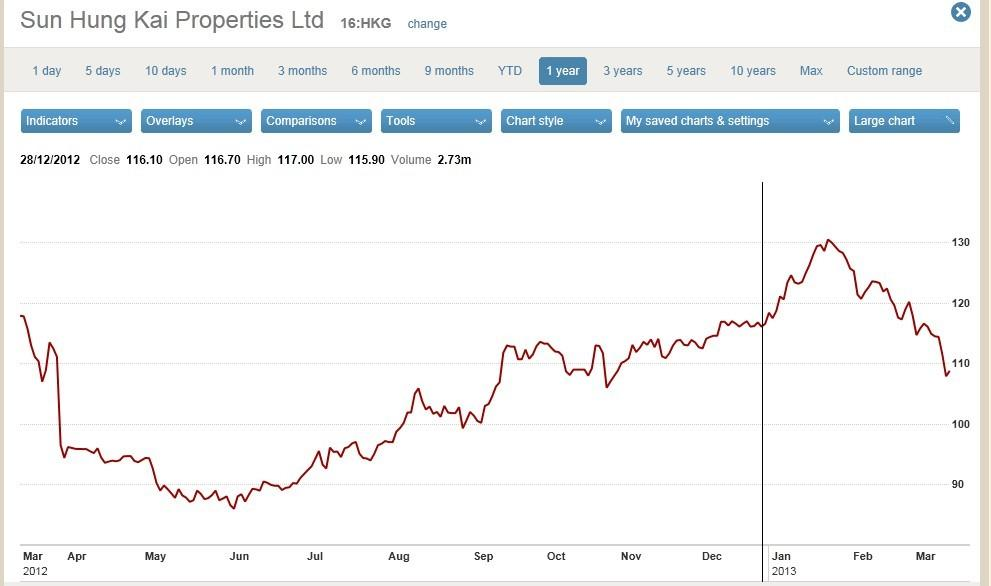 Sun Hung Kai Properties Ltd 16:HKG change
1 day 5 days 10 days 1 month 3 months 6 months 9 months YTD 1 year 3 years 5 years 10 years Max Custom range
Indicators Overlays Comparisons Tools Chart style My saved charts & settings Large chart
28/12/2012 Close 116.10 Open 116.70 High 117.00 Low 115.90 Volume 2.73m
130
120
110
100
90
Mar Apr May Jun Jul Aug Sep Oct Nov Dec Jan Feb Mar
2012 2013